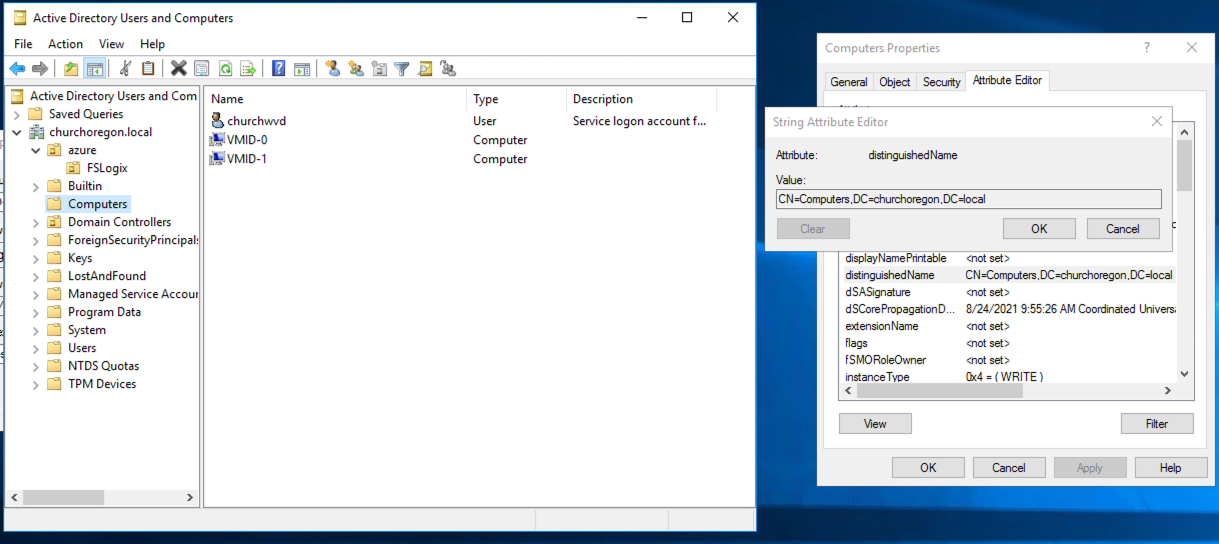 Active Directory Users and Computers
File Action View Help
Active Directory Users and Com
Saved Queries
churchoregon.local
azure
FSLogix
Builtin
Computers
Domain Controllers
ForeignSecurityPrincipals
Keys
LostAndFound
Managed Service Accour
Program Data
System
Users
NTDS Quotas
TPM Devices
Name Type Description
churchwvd User Service logon account f...
VMID-0 Computer
VMID-1 Computer
Computers Properties
General Object Security Attribute Editor
String Attribute Editor
Attribute: distinguishedName
Value:
CN=Computers,DC=churchoregon,DC=local
Clear OK Cancel
displayNamePrintable <not set>
distinguishedName CN=Computers,DC=churchoregon,DC=local
dSASignature <not set>
dSCorePropagationD... 8/24/2021 9:55:26 AM Coordinated Universa
extensionName <not set>
flags <not set>
fSMORoleOwner <not set>
instanceType 0x4 = ( WRITE )
View Filter
OK Cancel Apply Help